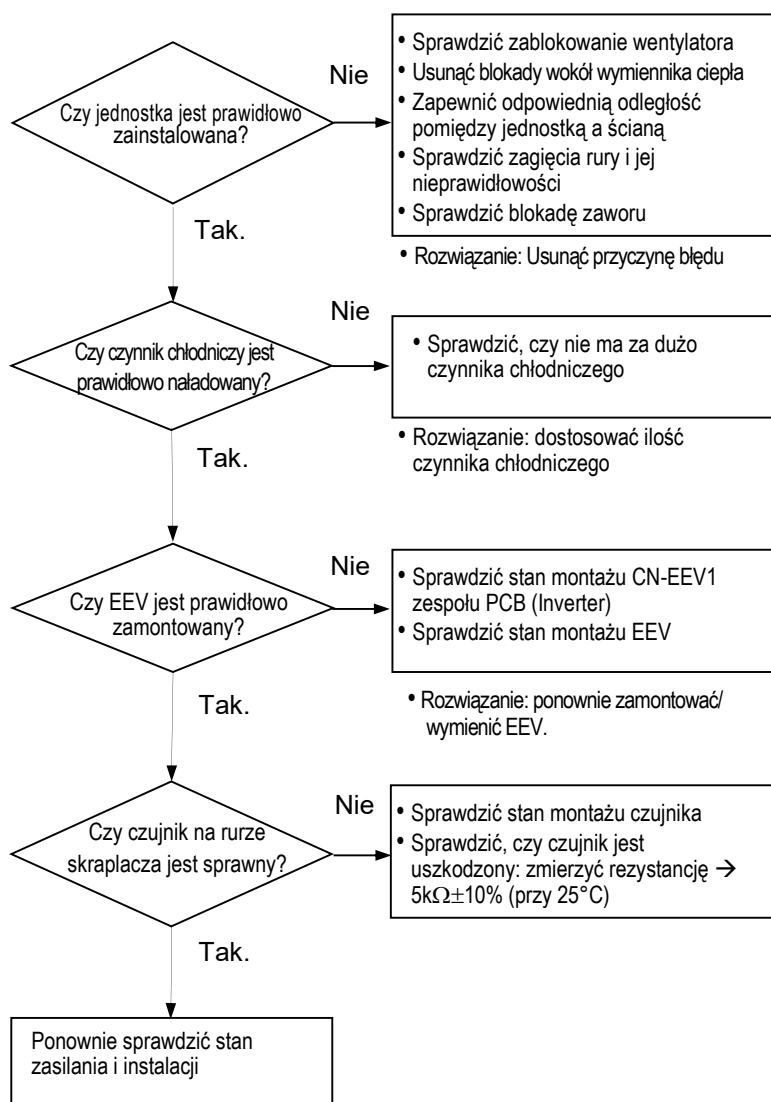 Czy jednostka jest prawidłowo
zainstalowana?
Nie
• Sprawdzić zablokowanie wentylatora
• Usunąć blokady wokół wymiennika ciepła
• Zapewnić odpowiednią odległość
pomiędzy jednostką a ścianą
• Sprawdzić zagięcia rury i jej
nieprawidłowości
• Sprawdzić blokadę zaworu
• Rozwiązanie: Usunąć przyczynę błędu
Tak.
Czy czynnik chłodniczy jest
prawidłowo naładowany?
Nie
• Sprawdzić, czy nie ma za dużo
czynnika chłodniczego
• Rozwiązanie: dostosować ilość
czynnika chłodniczego
Tak.
Czy EEV jest prawidłowo
zamontowany?
Nie
• Sprawdzić stan montażu CN-EEV1
zespołu PCB (Inverter)
• Sprawdzić stan montażu EEV
• Rozwiązanie: ponownie zamontować/
wymienić EEV.
Tak.
Czy czujnik na rurze
skraplacza jest sprawny?
Nie
• Sprawdzić stan montażu czujnika
• Sprawdzić, czy czujnik jest
uszkodzony: zmierzyć rezystancję →
5kΩ±10% (przy 25°C)
Tak.
Ponownie sprawdzić stan
zasilania i instalacji